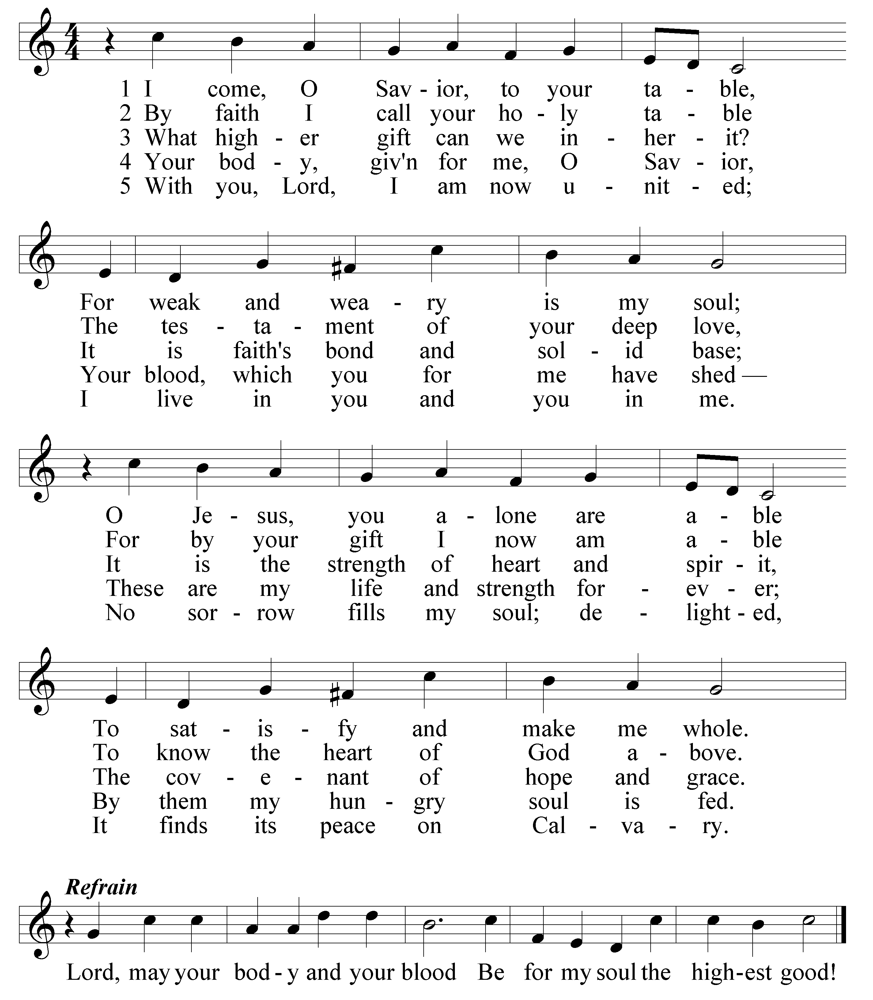 4
4
1 I come, O Sav - ior, to your ta - ble,
2 By faith I call your ho - ly ta - ble
3 What high - er gift can we in - her - it?
4 Your bod - y, giv'n for me, O Sav - ior,
5 With you, Lord, I am now u - nit - ed;
For weak and wea - ry is my soul;
The tes - ta - ment of your deep love,
It is faith's bond and sol - id base;
Your blood, which you for me have shed —
I live in you and you in me.
O Je - sus, you a - lone are a - ble
For by your gift I now am a - ble
It is the strength of heart and spir - it,
These are my life and strength for - ev - er;
No sor - row fills my soul; de - light - ed,
To sat - is - fy and make me whole.
To know the heart of God a - bove.
The cov - e - nant of hope and grace.
By them my hun - gry soul is fed.
It finds its peace on Cal - va - ry.
Refrain
Lord, may your bod - y and your blood Be for my soul the high - est good!